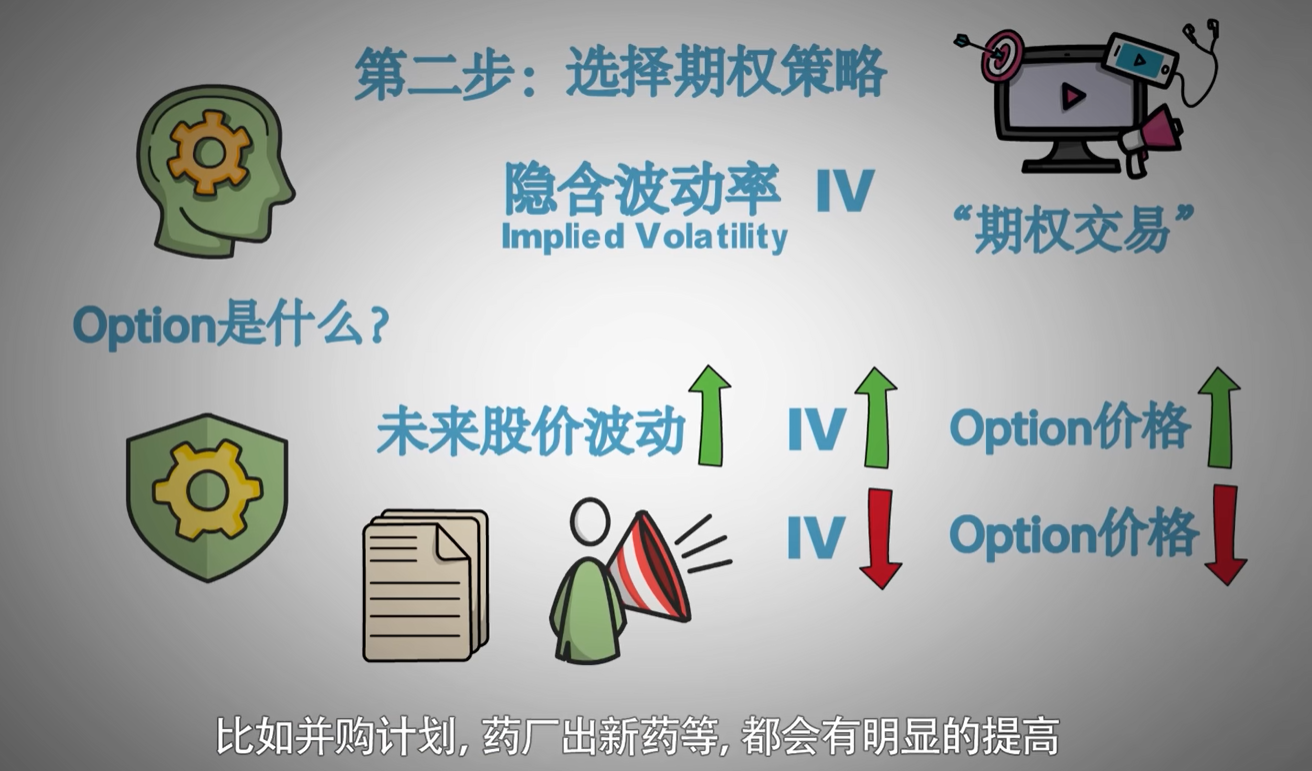 第二步：选择期权策略
隐含波动率 IV
Implied Volatility
“期权交易”
Option是什么？
未来股价波动 IV Option价格
IV Option价格
比如并购计划, 药厂出新药等, 都会有明显的提高